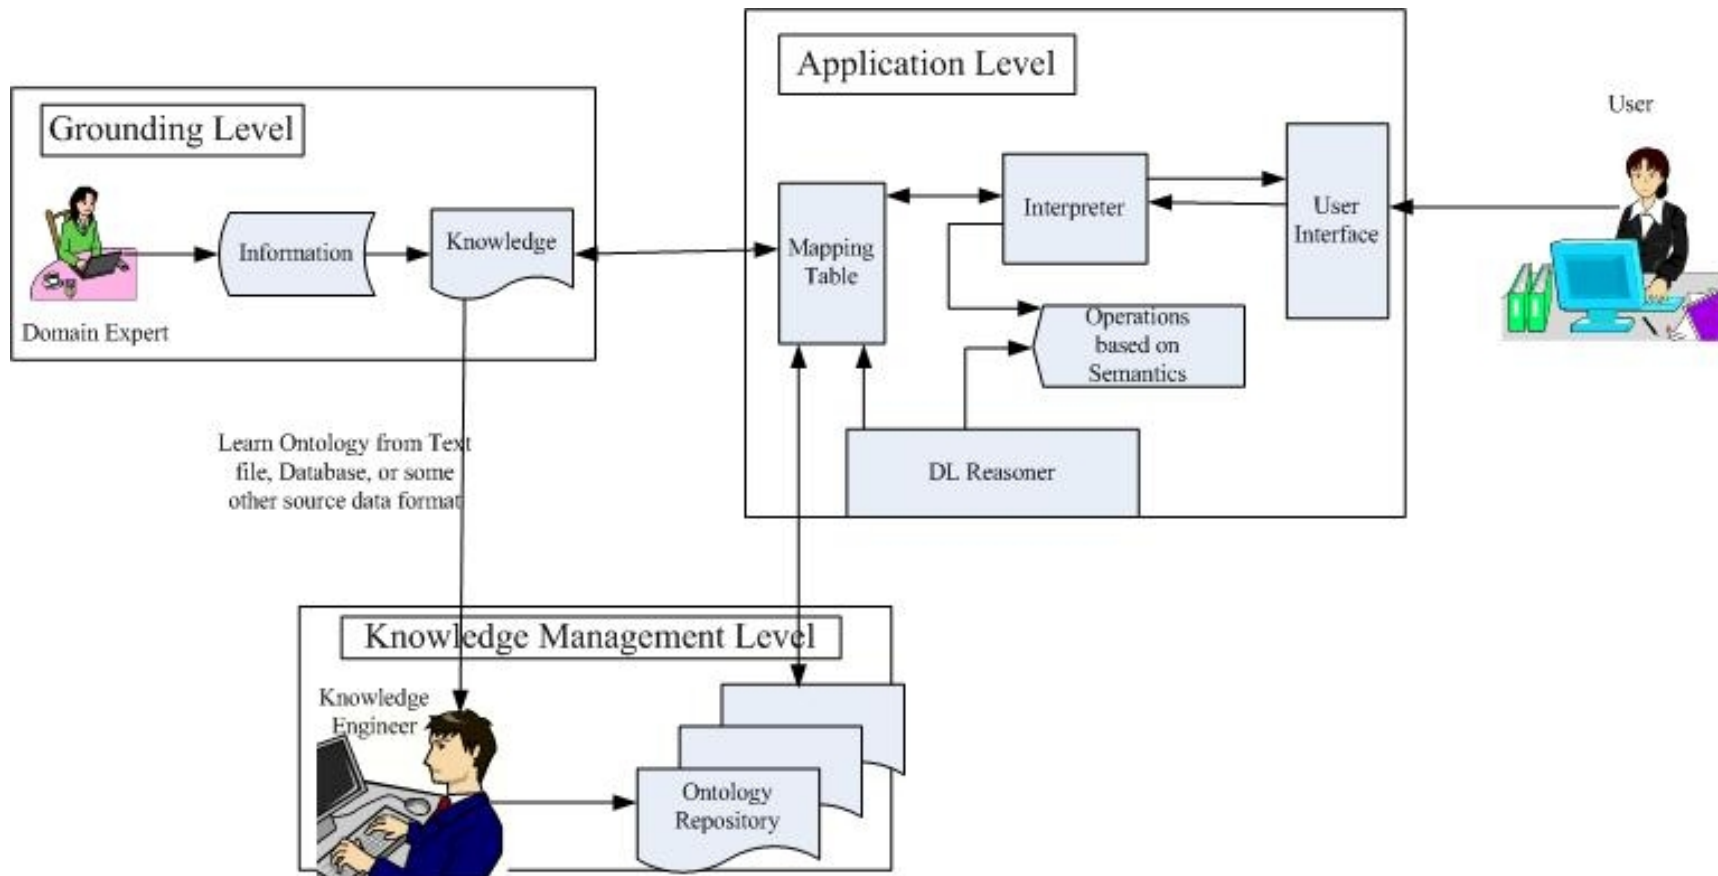 Grounding Level
Domain Expert
Information
Knowledge
Learn Ontology from Text
file, Database, or some
other source data format
Application Level
Mapping
Table
Interpreter
Operations
based on
Semantics
DL Reasoner
User
Interface
User
Knowledge Management Level
Knowledge
Engineer
Ontology
Repository